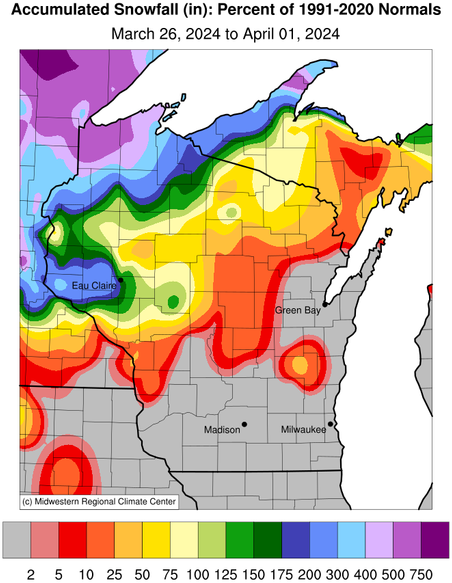 Accumulated Snowfall (in): Percent of 1991-2020 Normals
March 26, 2024 to April 01, 2024
Eau Claire
Green Bay
Madison Milwaukee
(c) Midwestern Regional Climate Center
2 5 10 25 50 75 100 125 150 175 200 300 400 500 750